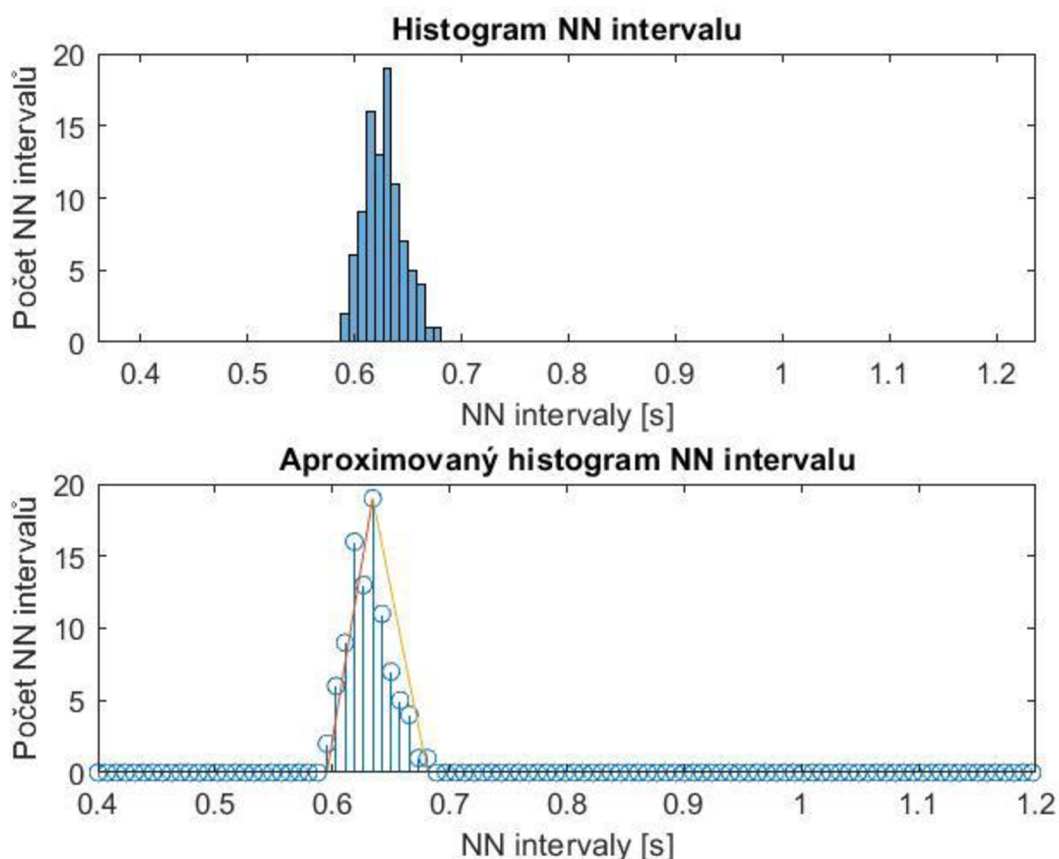 Histogram NN intervalu
20
15
10
5
0
Počet NN intervalů
0.4 0.5 0.6 0.7 0.8 0.9 1 1.1 1.2
NN intervaly [s]
Aproximovaný histogram NN intervalu
20
15
10
5
0
Počet NN intervalů
0.4 0.5 0.6 0.7 0.8 0.9 1 1.1 1.2
NN intervaly [s]